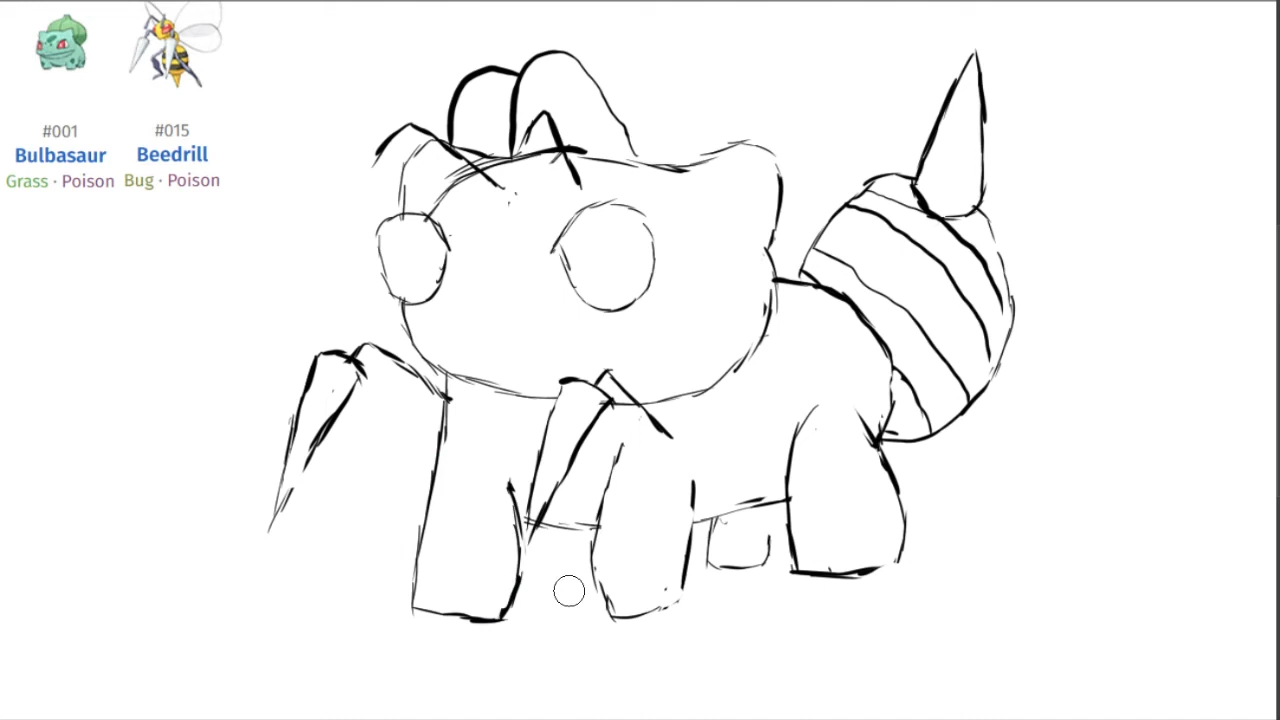 #001
Bulbasaur
Grass · Poison
#015
Beedrill
Bug · Poison